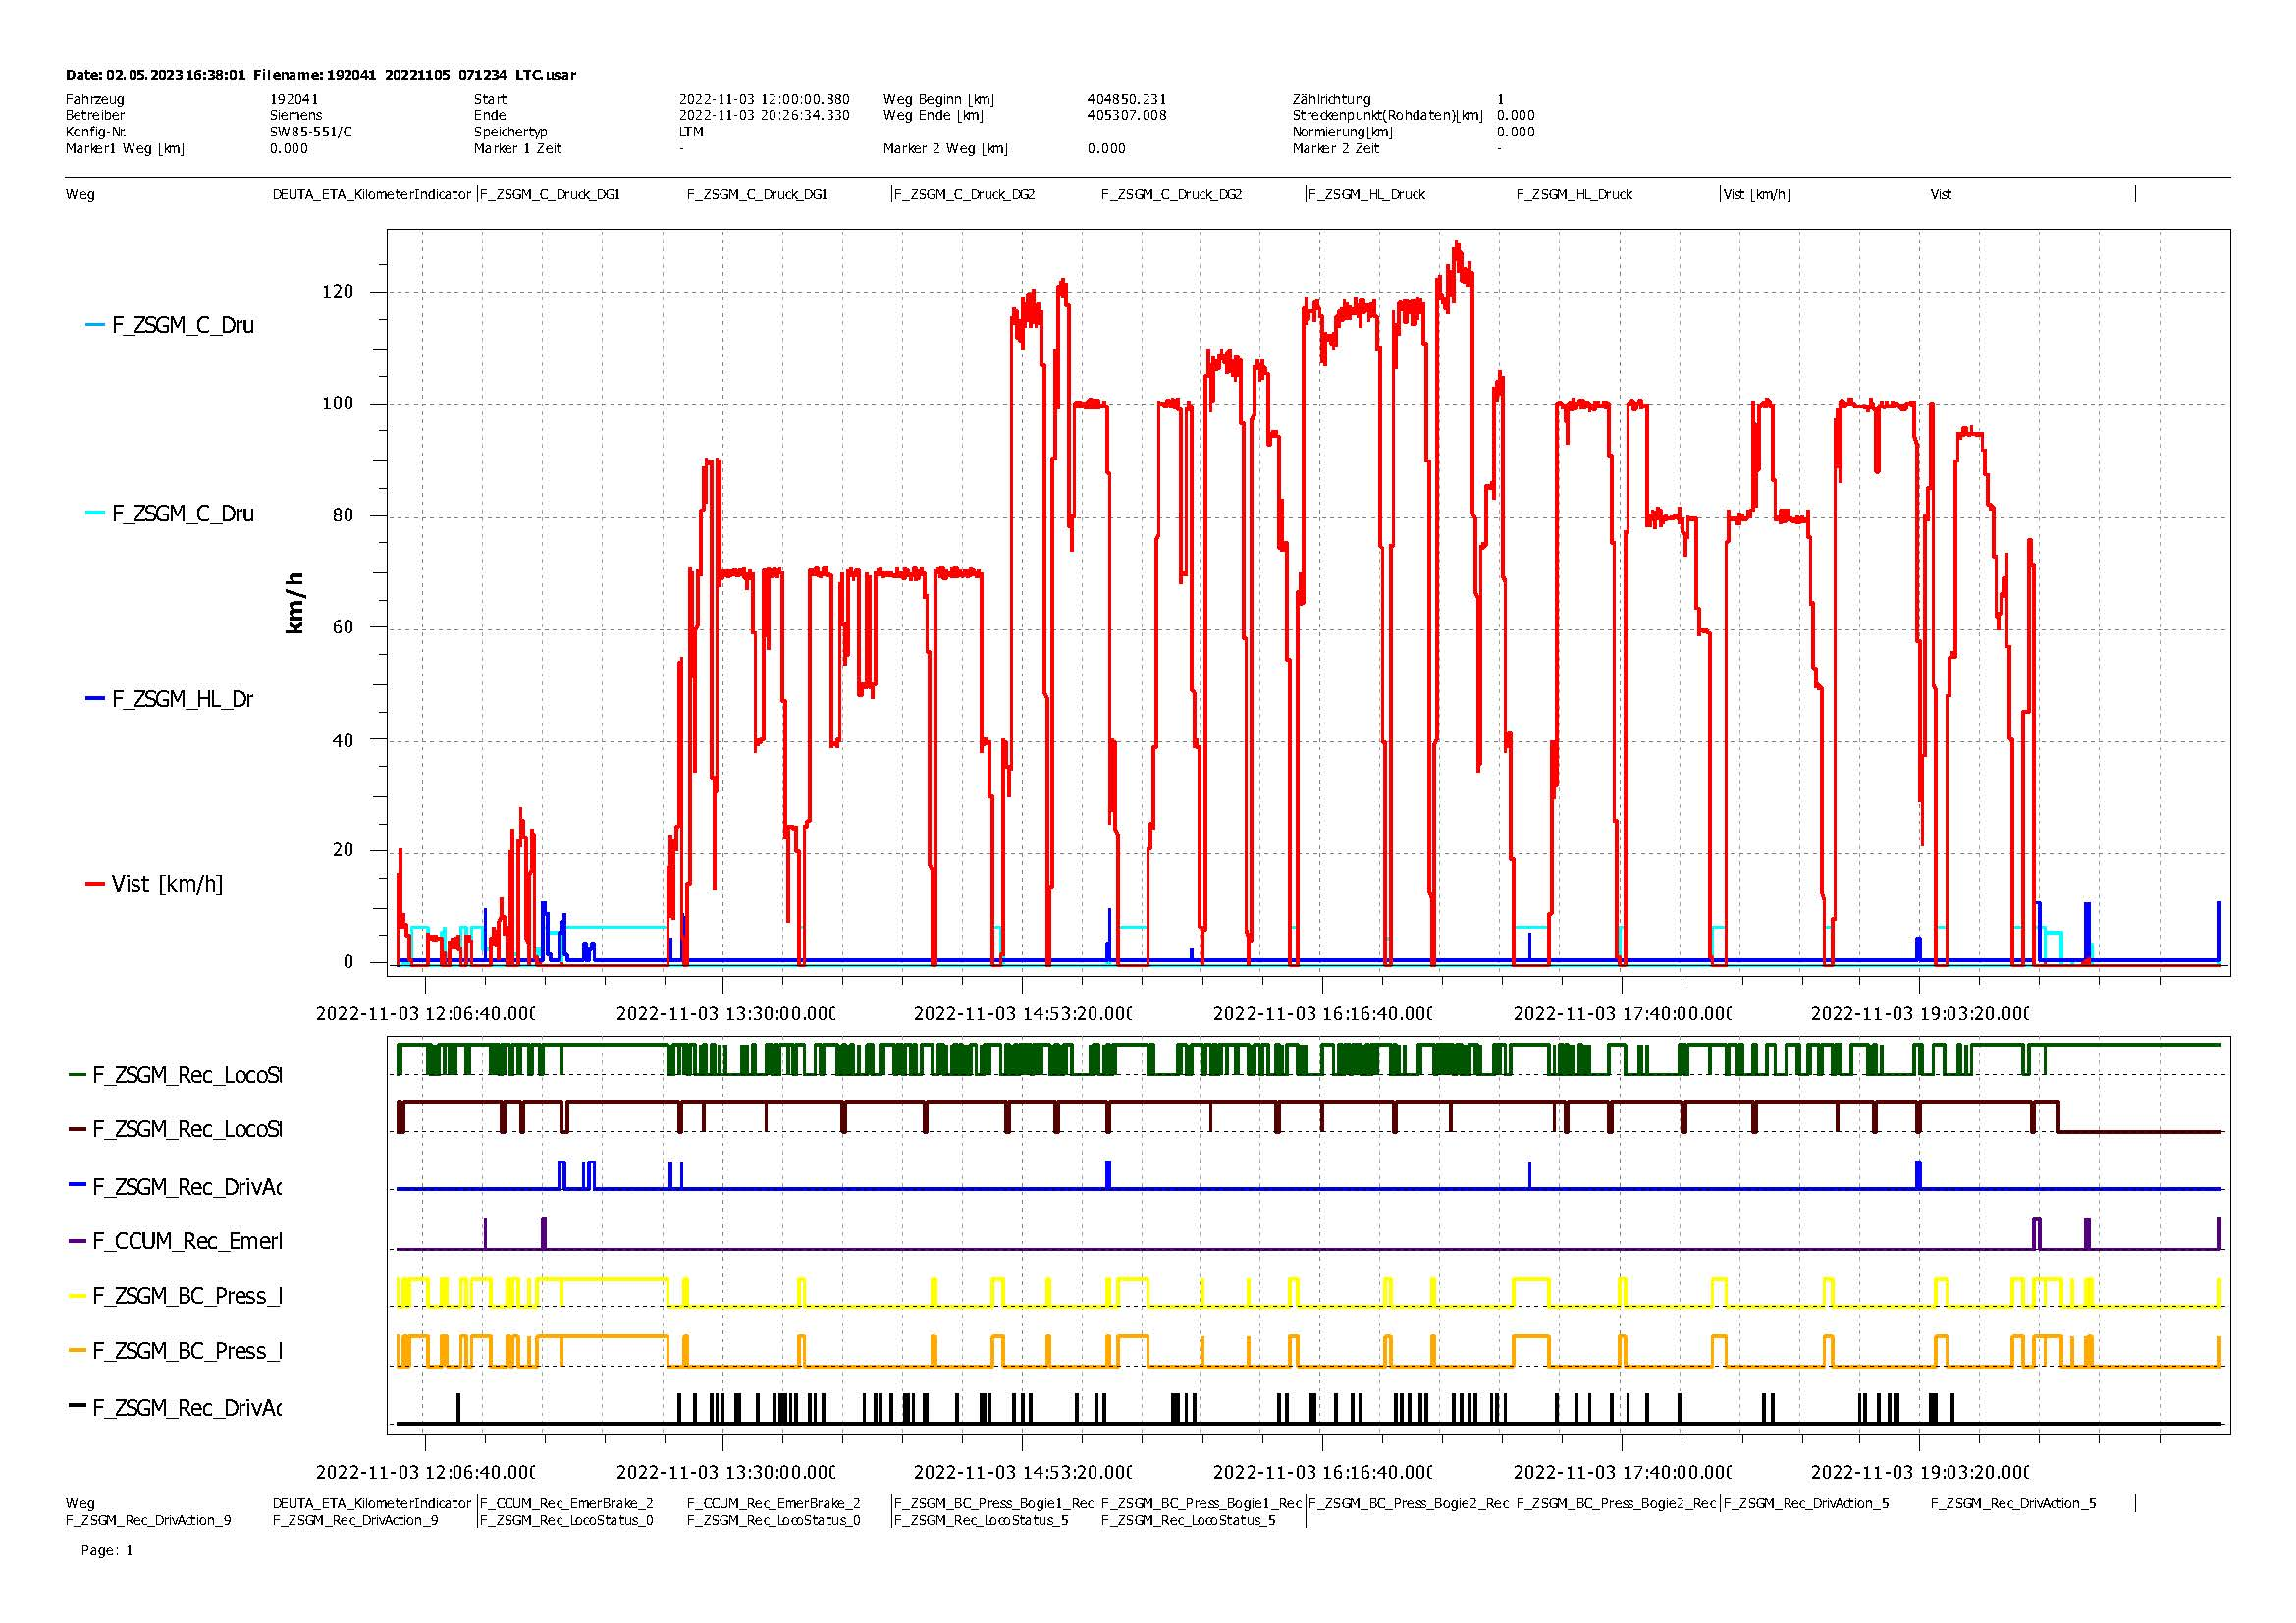 Date: 02.05.2023 16:38:01 Filename: 192041_20221105_071234_LTC.usar
Fahrzeug 192041 Start 2022-11-03 12:00:00.880 Weg Beginn [km] 404850.231 Zählrichtung 1
Betreiber Siemens Ende 2022-11-03 20:26:34.330 Weg Ende [km] 405307.008 Streckenpunkt(Rohdaten)[km] 0.000
Konfig-Nr. SW85-551/C Speichertyp LTM Normierung[km] 0.000
Marker1 Weg [km] 0.000 Marker 1 Zeit - Marker 2 Weg [km] 0.000 Marker 2 Zeit -
Weg DEUTA_ETA_KilometerIndicator F_ZSGM_C_Druck_DG1 F_ZSGM_C_Druck_DG1 F_ZSGM_C_Druck_DG2 F_ZSGM_C_Druck_DG2 F_ZSGM_HL_Druck F_ZSGM_HL_Druck Vist [km/h] Vist
120
F_ZSGM_C_Dru
100
F_ZSGM_C_Dru
80
km/h
60
F_ZSGM_HL_Dr
40
20
Vist [km/h]
0
2022-11-03 12:06:40.000 2022-11-03 13:30:00.000 2022-11-03 14:53:20.000 2022-11-03 16:16:40.000 2022-11-03 17:40:00.000 2022-11-03 19:03:20.000
F_ZSGM_Rec_LocoSt
F_ZSGM_Rec_LocoSt
F_ZSGM_Rec_DrivAc
F_CCUM_Rec_EmerI
F_ZSGM_BC_Press_I
F_ZSGM_BC_Press_I
F_ZSGM_Rec_DrivAc
2022-11-03 12:06:40.000 2022-11-03 13:30:00.000 2022-11-03 14:53:20.000 2022-11-03 16:16:40.000 2022-11-03 17:40:00.000 2022-11-03 19:03:20.000
Weg DEUTA_ETA_KilometerIndicator F_CCUM_Rec_EmerBrake_2 F_CCUM_Rec_EmerBrake_2 F_ZSGM_BC_Press_Bogie1_Rec F_ZSGM_BC_Press_Bogie1_Rec F_ZSGM_BC_Press_Bogie2_Rec F_ZSGM_BC_Press_Bogie2_Rec F_ZSGM_Rec_DrivAction_5 F_ZSGM_Rec_DrivAction_5
F_ZSGM_Rec_DrivAction_9 F_ZSGM_Rec_DrivAction_9 F_ZSGM_Rec_LocoStatus_0 F_ZSGM_Rec_LocoStatus_0 F_ZSGM_Rec_LocoStatus_5 F_ZSGM_Rec_LocoStatus_5
Page: 1